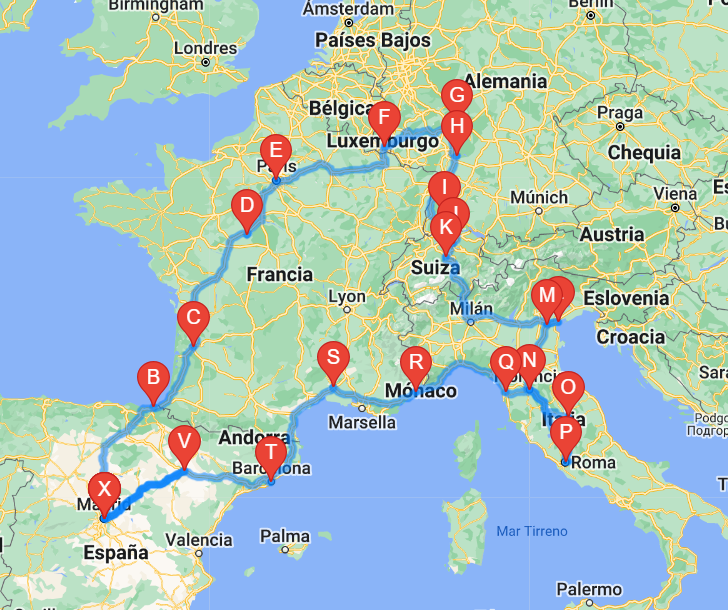 Birmingham
Ámsterdam
Berlín
Londres
Países Bajos
G
Alemania
Bélgica
F
H
Praga
Luxemburgo
Chequia
E
París
I
Múnich
Viena
D
J
K
Austria
Suiza
Francia
Lyon
M
Eslovenia
C
Milán
Croacia
S
R
Q
N
Mónaco
B
O
Marsella
Italia
V
Andorra
P
T
Roma
Barcelona
X
Madrid
Mar Tirreno
Palma
Valencia
España
Palermo